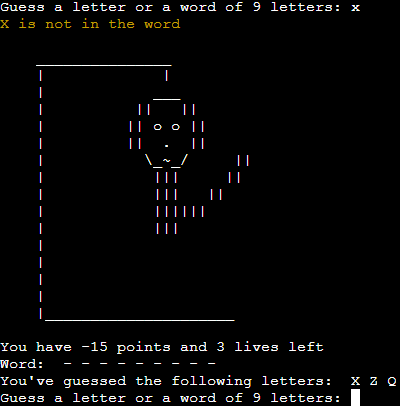 Guess a letter or a word of 9 letters: x
X is not in the word
You have -15 points and 3 lives left
Word:  - - - - - - - - -
You've guessed the following letters:  X Z Q
Guess a letter or a word of 9 letters: